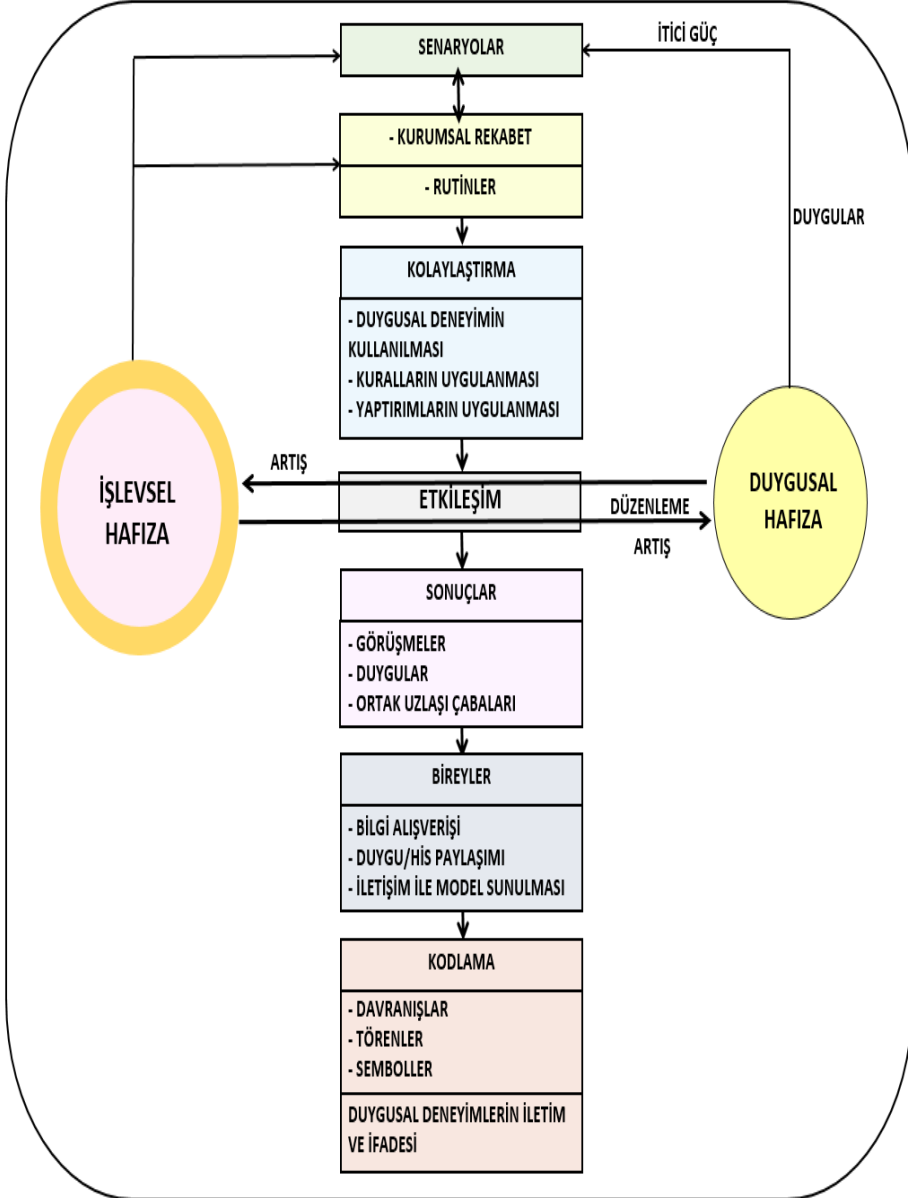 SENARYOLAR
İTİCİ GÜÇ
- KURUMSAL REKABET
- RUTİNLER
DUYGULAR
KOLAYLAŞTIRMA
- DUYGUSAL DENEYİMİN
KULLANILMASI
- KURALLARIN UYGULANMASI
- YAPTIRIMLARIN UYGULANMASI
ARTIŞ
İŞLEVSEL
HAFIZA
ETKİLEŞİM
DÜZENLEME
ARTIŞ
DUYGUSAL
HAFIZA
SONUÇLAR
- GÖRÜŞMELER
- DUYGULAR
- ORTAK UZLAŞI ÇABALARI
BİREYLER
- BİLGİ ALIŞVERİŞİ
- DUYGU/HİS PAYLAŞIMI
- İLETİŞİM İLE MODEL SUNULMASI
KODLAMA
- DAVRANIŞLAR
- TÖRENLER
- SEMBOLLER
DUYGUSAL DENEYİMLERİN İLETİM
VE İFADESİ